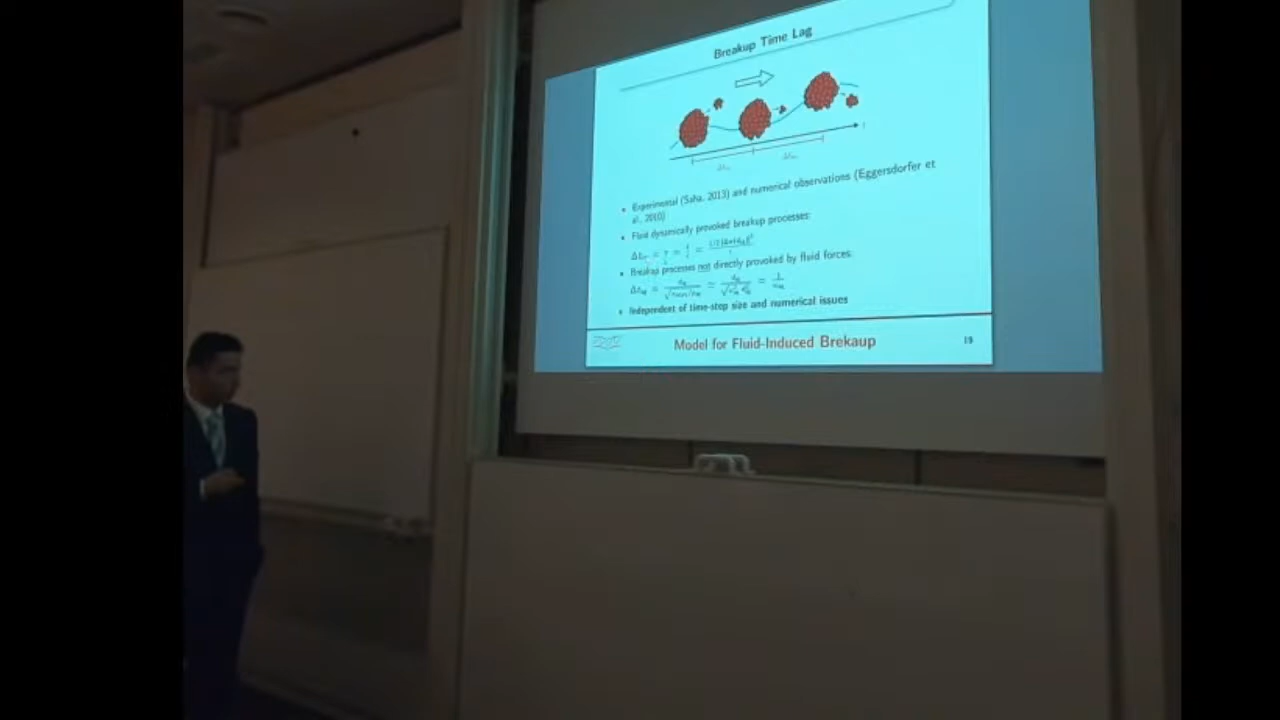 Breakup Time Lag
• Experimental (Saha, 2013) and numerical observations (Eggersdorfer et
al., 2010)
• Fluid dynamically provoked breakup processes:
• Breakup processes not directly provoked by fluid forces:
• Independent of time-step size and numerical issues
Model for Fluid-Induced Brekaup
19